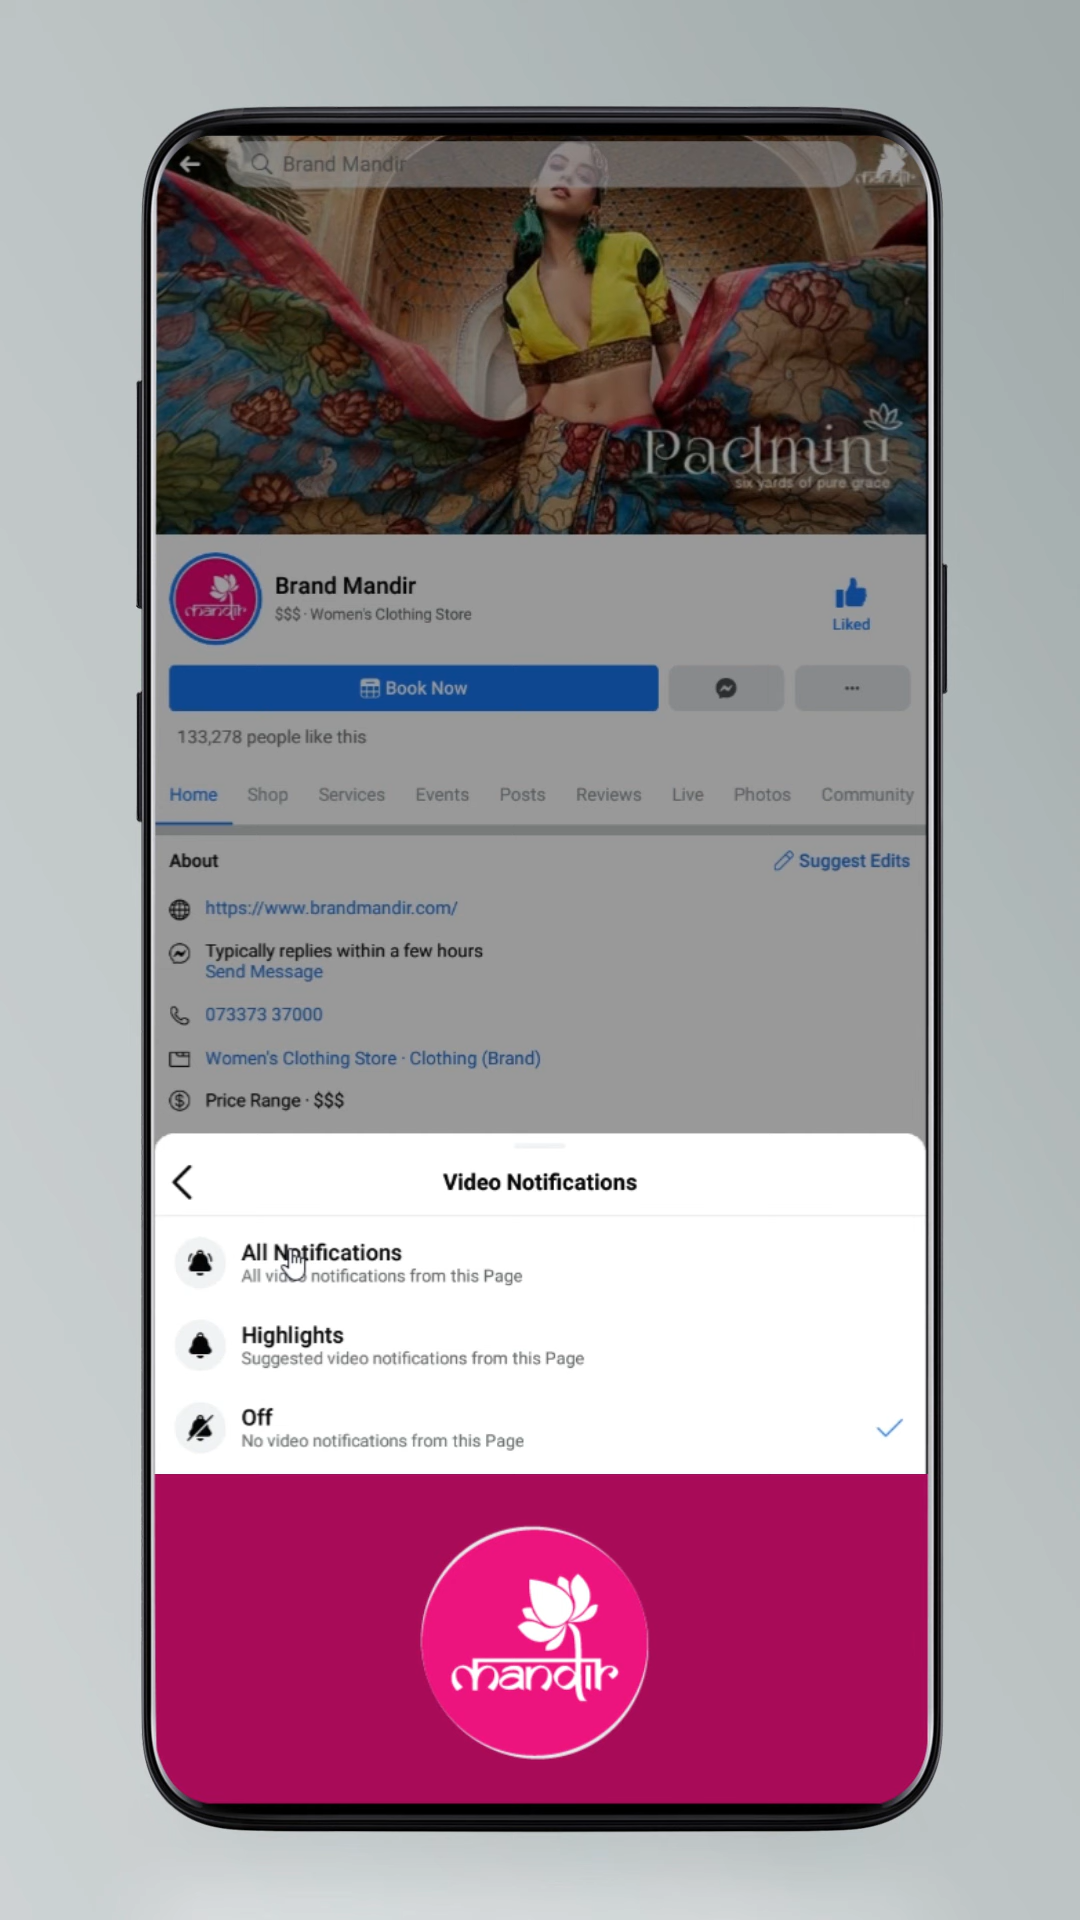 Brand Mandir
mandir
Padmini
six yards of pure grace
mandir
Brand Mandir
$$$ · Women's Clothing Store
Liked
Book Now
133,278 people like this
Home Shop Services Events Posts Reviews Live Photos Community
About
Suggest Edits
https://www.brandmandir.com/
Typically replies within a few hours
Send Message
073373 37000
Women's Clothing Store · Clothing (Brand)
Price Range · $$$
Video Notifications
All Notifications
All video notifications from this Page
Highlights
Suggested video notifications from this Page
Off
No video notifications from this Page
mandir